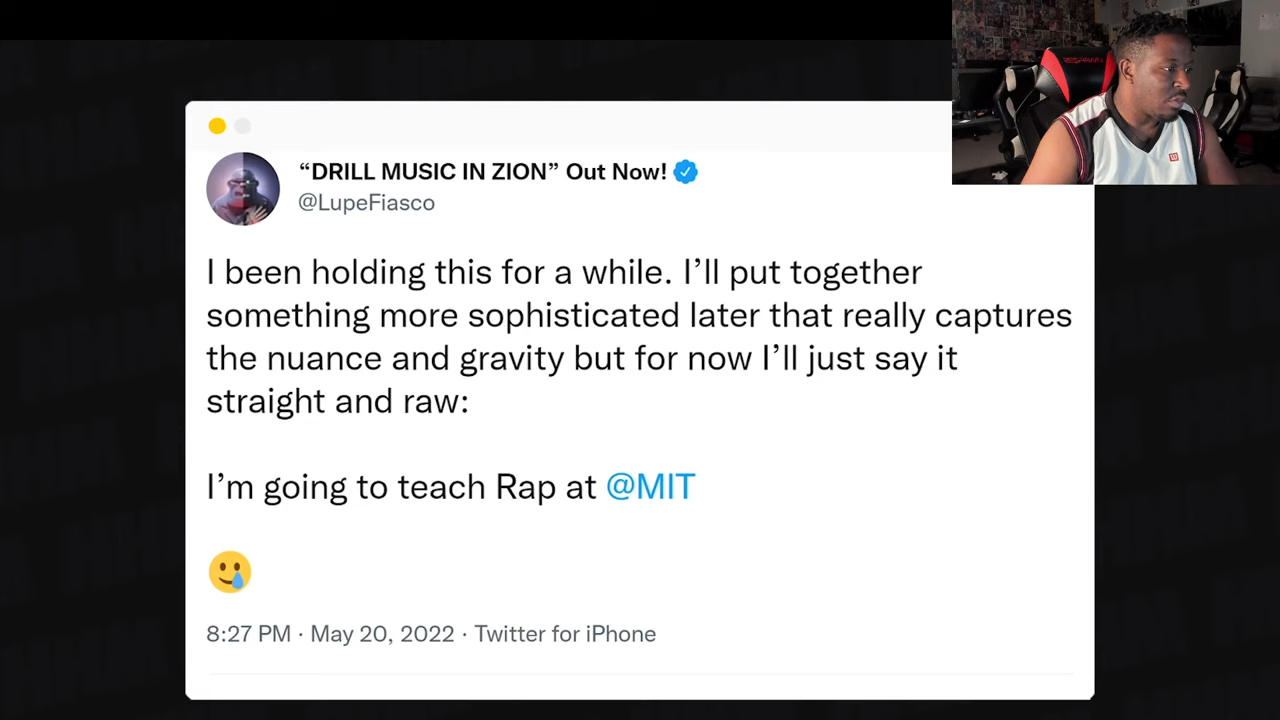 “DRILL MUSIC IN ZION” Out Now!
@LupeFiasco
I been holding this for a while. I’ll put together
something more sophisticated later that really captures
the nuance and gravity but for now I’ll just say it
straight and raw:
I’m going to teach Rap at @MIT
8:27 PM · May 20, 2022 · Twitter for iPhone